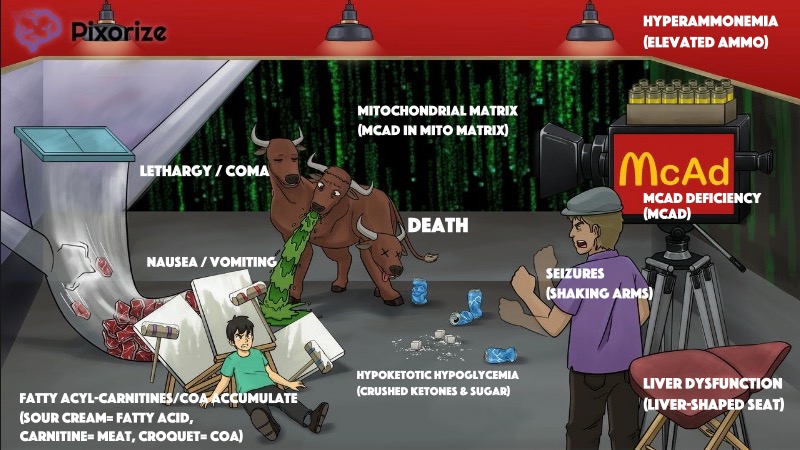 Pixorize
HYPERAMMONEMIA
(ELEVATED AMMO)
MITOCHONDRIAL MATRIX
(MCAD IN MITO MATRIX)
LETHARGY / COMA
McAd
MCAD DEFICIENCY
(MCAD)
DEATH
NAUSEA / VOMITING
SEIZURES
(SHAKING ARMS)
HYPOKETOTIC HYPOGLYCEMIA
(CRUSHED KETONES & SUGAR)
LIVER DYSFUNCTION
(LIVER-SHAPED SEAT)
FATTY ACYL-CARNITINES/COA ACCUMULATE
(SOUR CREAM= FATTY ACID,
CARNITINE= MEAT, CROQUET= COA)